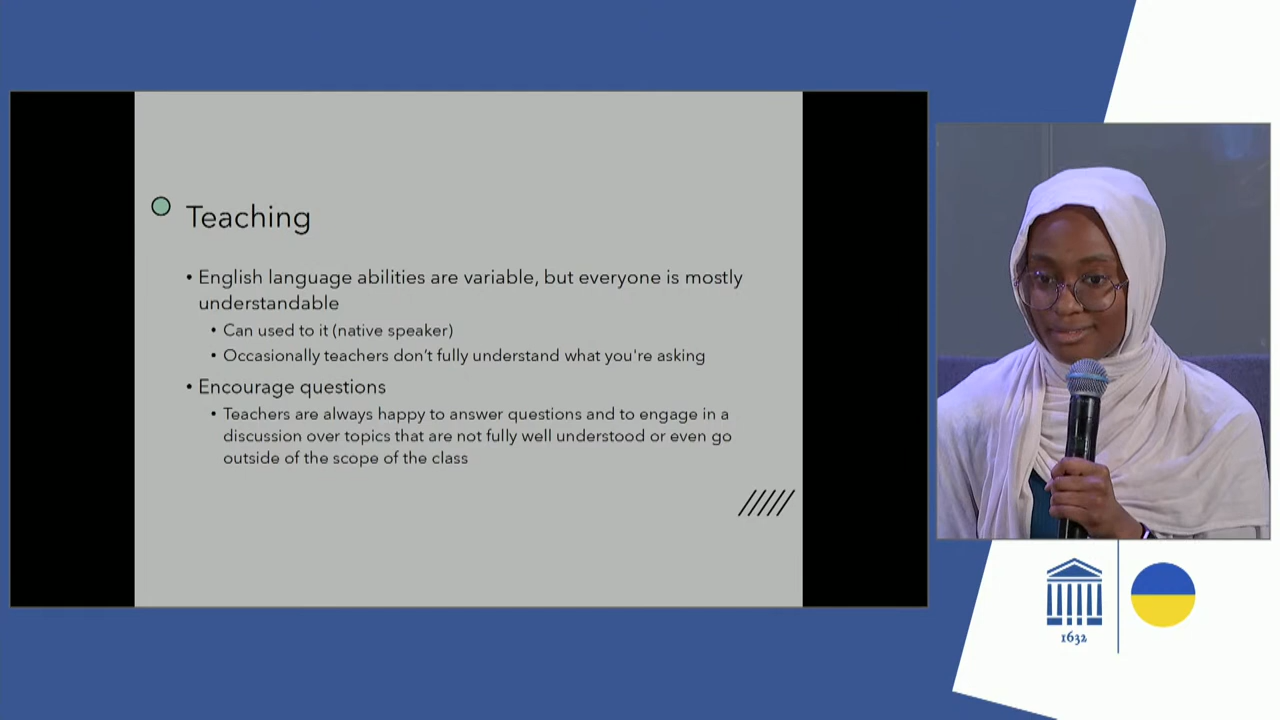 Teaching
• English language abilities are variable, but everyone is mostly
understandable
• Can used to it (native speaker)
• Occasionally teachers don't fully understand what you're asking
• Encourage questions
• Teachers are always happy to answer questions and to engage in a
discussion over topics that are not fully well understood or even go
outside of the scope of the class
1632